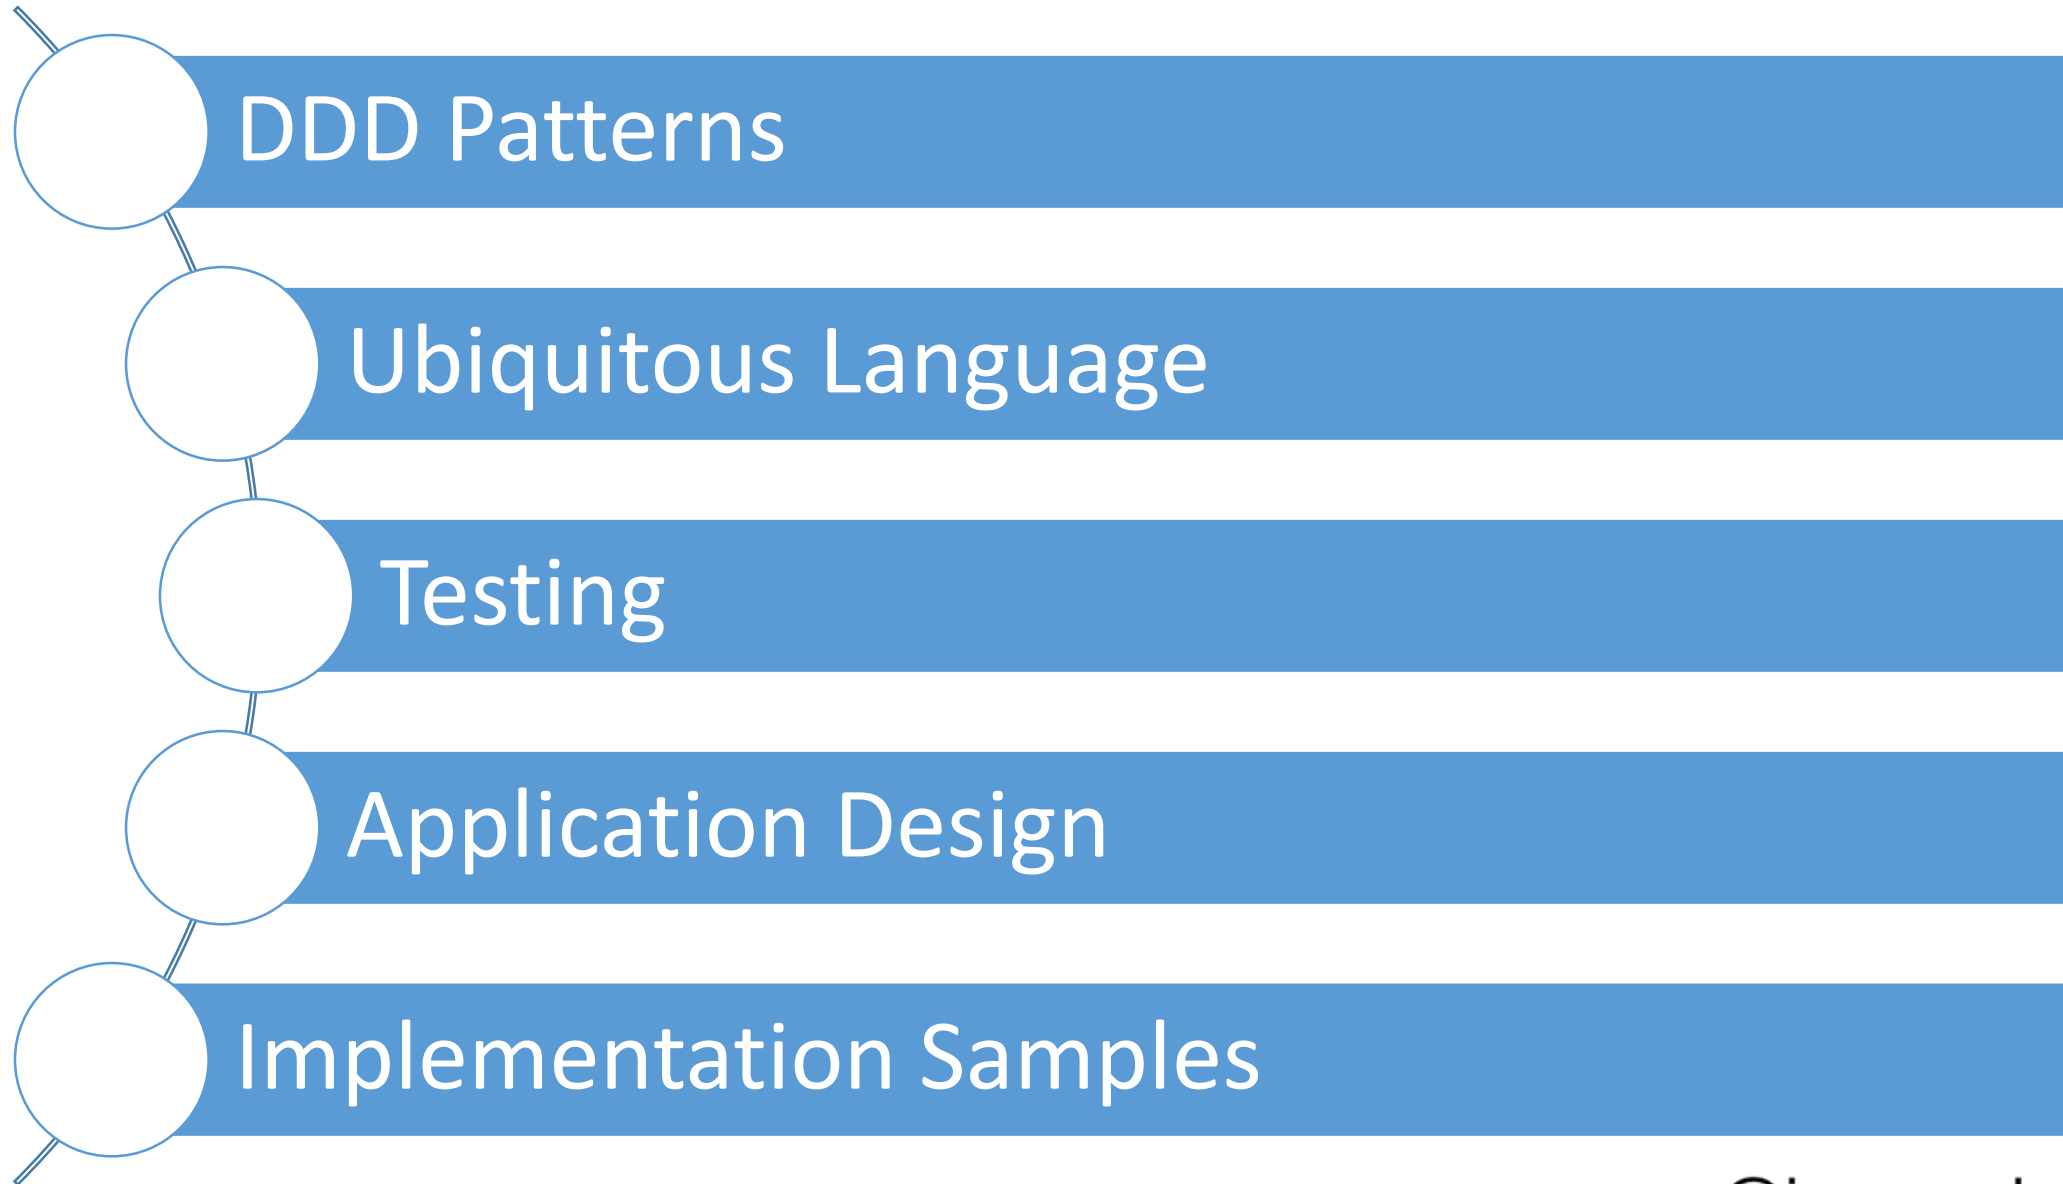 DDD Patterns
Ubiquitous Language
Testing
Application Design
Implementation Samples